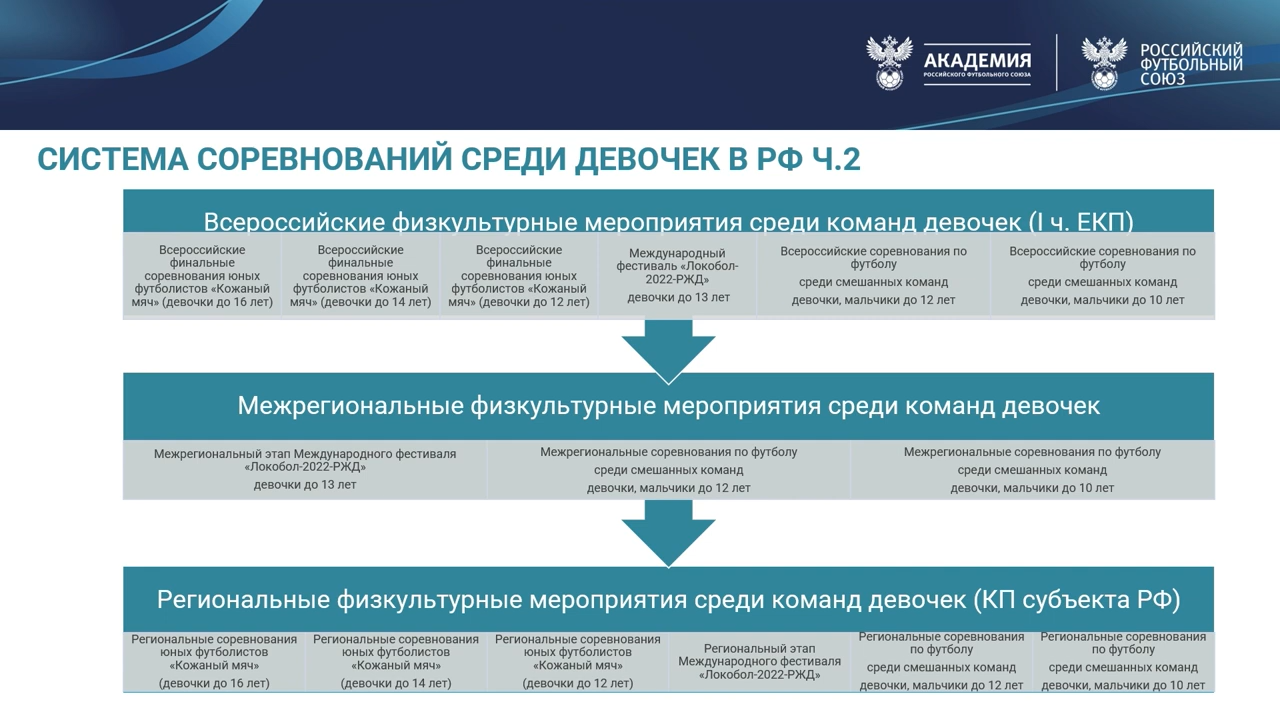 АКАДЕМИЯ
РОССИЙСКОГО ФУТБОЛЬНОГО СОЮЗА
РОССИЙСКИЙ
ФУТБОЛЬНЫЙ
СОЮЗ
СИСТЕМА СОРЕВНОВАНИЙ СРЕДИ ДЕВОЧЕК В РФ Ч.2
Всероссийские физкультурные мероприятия среди команд девочек (I ч. ЕКП)
Всероссийские
финальные
соревнования юных
футболистов «Кожаный
мяч» (девочки до 16 лет)
Всероссийские
финальные
соревнования юных
футболистов «Кожаный
мяч» (девочки до 14 лет)
Всероссийские
финальные
соревнования юных
футболистов «Кожаный
мяч» (девочки до 12 лет)
Международный
фестиваль «Локобол-
2022-РЖД»
девочки до 13 лет
Всероссийские соревнования по
футболу
среди смешанных команд
девочки, мальчики до 12 лет
Всероссийские соревнования по
футболу
среди смешанных команд
девочки, мальчики до 10 лет
Межрегиональные физкультурные мероприятия среди команд девочек
Межрегиональный этап Международного фестиваля
«Локобол-2022-РЖД»
девочки до 13 лет
Межрегиональные соревнования по футболу
среди смешанных команд
девочки, мальчики до 12 лет
Межрегиональные соревнования по футболу
среди смешанных команд
девочки, мальчики до 10 лет
Региональные физкультурные мероприятия среди команд девочек (КП субъекта РФ)
Региональные соревнования
юных футболистов
«Кожаный мяч»
(девочки до 16 лет)
Региональные соревнования
юных футболистов
«Кожаный мяч»
(девочки до 14 лет)
Региональные соревнования
юных футболистов
«Кожаный мяч»
(девочки до 12 лет)
Региональный этап
Международного фестиваля
«Локобол-2022-РЖД»
Региональные соревнования
по футболу
среди смешанных команд
девочки, мальчики до 12 лет
Региональные соревнования
по футболу
среди смешанных команд
девочки, мальчики до 10 лет